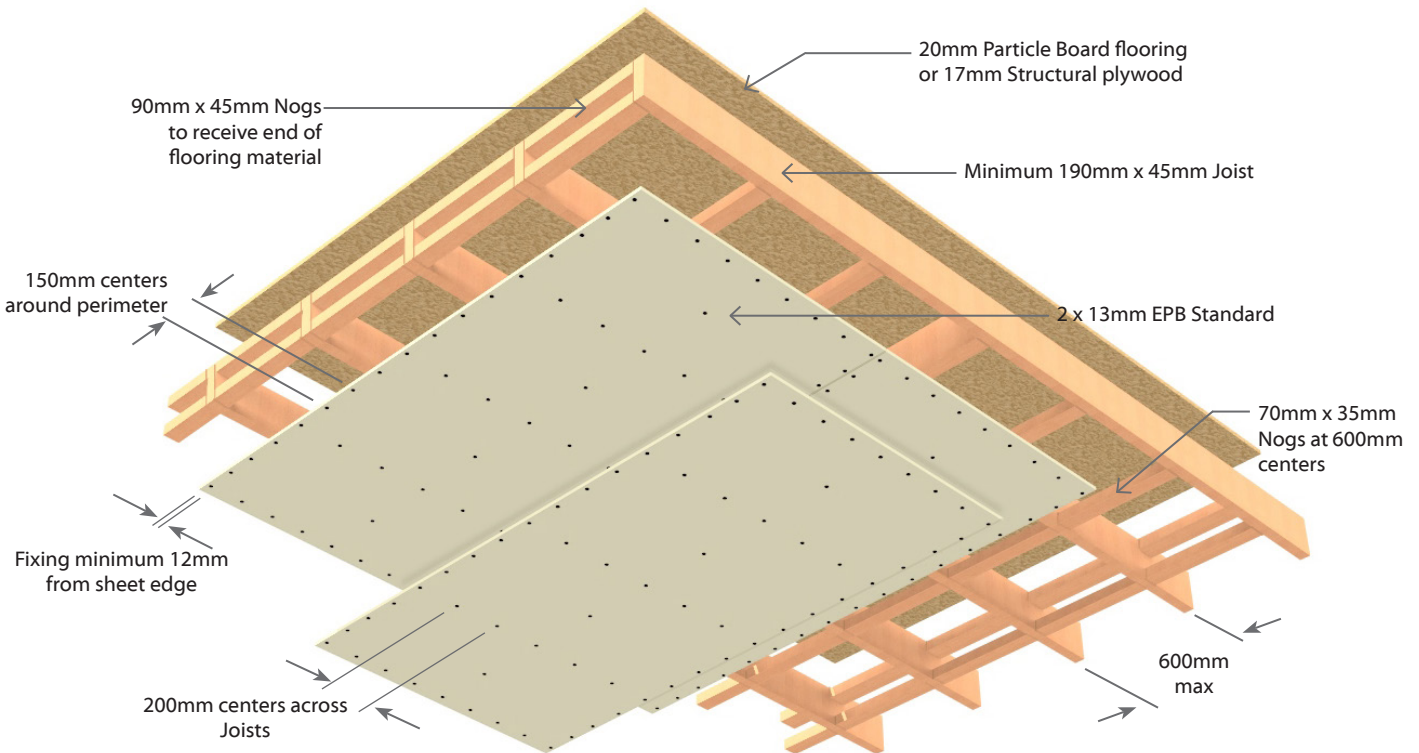 20mm Particle Board flooring
or 17mm Structural plywood
90mm x 45mm Nogs
to receive end of
flooring material
Minimum 190mm x 45mm Joist
150mm centers
around perimeter
2 x 13mm EPB Standard
70mm x 35mm
Nogs at 600mm
centers
Fixing minimum 12mm
from sheet edge
600mm
max
200mm centers across
Joists